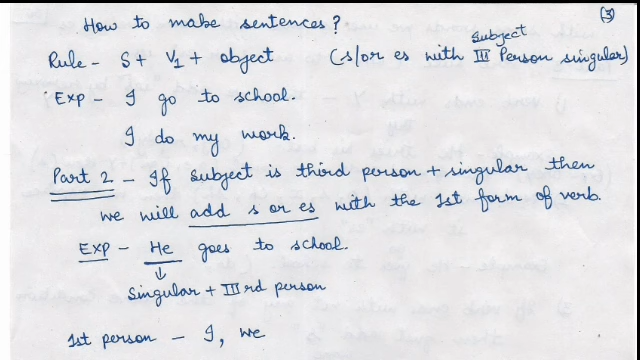 (3)
How to make sentences?
Rule - S + V1 + object (s/or es with III Person subject singular)
Exp - I go to school.
I do my work.
Part 2 - If subject is third person + singular then
we will add s or es with the 1st form of verb.
Exp - He goes to school.
↓
Singular + IIIrd person
1st person - I, we